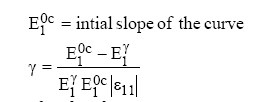 E₁⁰ᶜ = intial slope of the curve
γ = (E₁⁰ᶜ − E₁ᵞ) / (E₁ᵞ E₁⁰ᶜ |ε₁₁|)